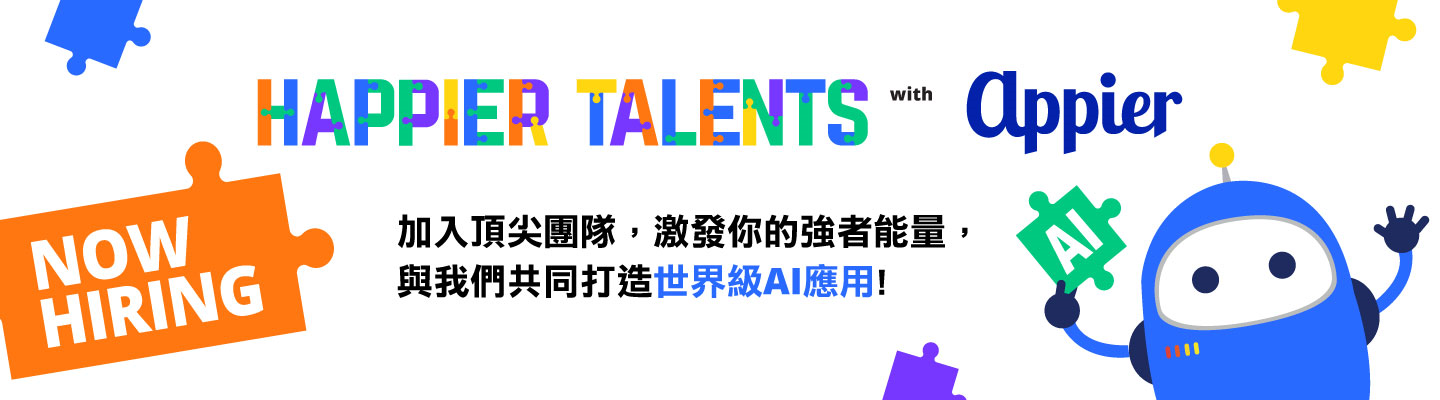 HAPPIER TALENTS with Appier
NOW
HIRING
加入頂尖團隊，激發你的強者能量，
與我們共同打造世界級AI應用!
AI